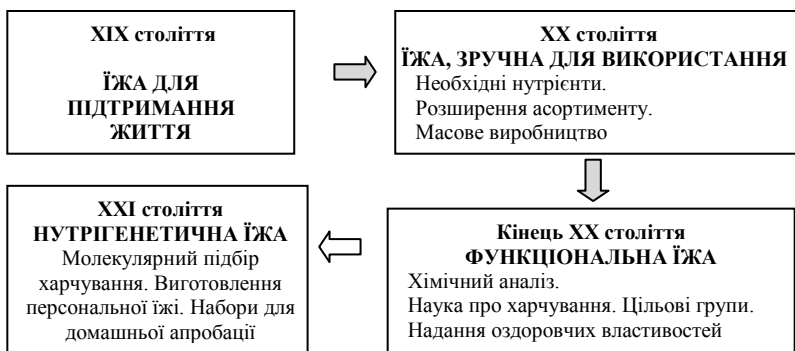 XIX століття
ЇЖА ДЛЯ
ПІДТРИМАННЯ
ЖИТТЯ
XX століття
ЇЖА, ЗРУЧНА ДЛЯ ВИКОРИСТАННЯ
Необхідні нутрієнти.
Розширення асортименту.
Масове виробництво
Кінець XX століття
ФУНКЦІОНАЛЬНА ЇЖА
Хімічний аналіз.
Наука про харчування. Цільові групи.
Надання оздоровчих властивостей
XXI століття
НУТРІГЕНЕТИЧНА ЇЖА
Молекулярний підбір
харчування. Виготовлення
персональної їжі. Набори для
домашньої апробації